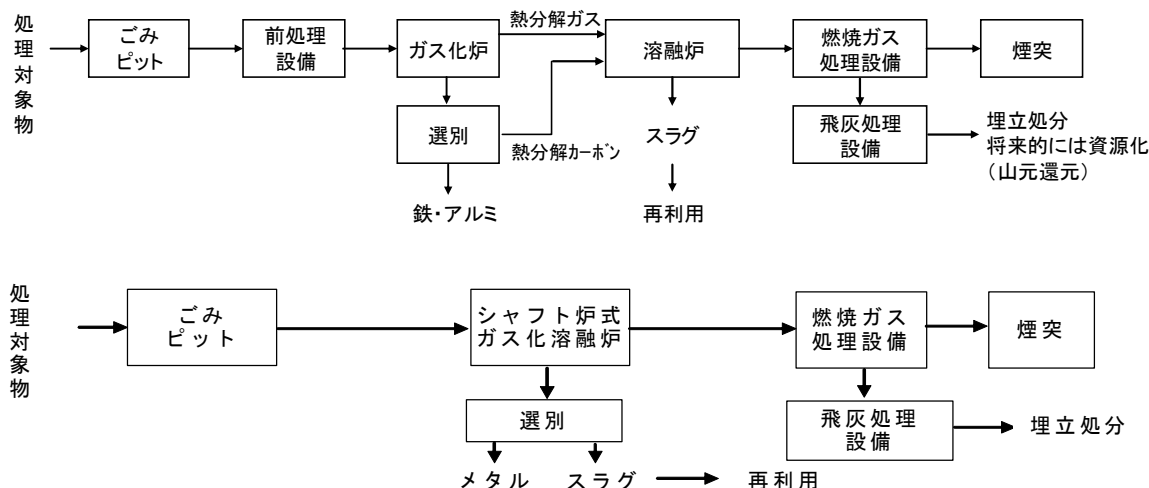 処理対象物
ごみ
ピット
前処理
設備
ガス化炉
熱分解ガス
溶融炉
燃焼ガス
処理設備
煙突
選別
熱分解カーボン
スラグ
飛灰処理
設備
埋立処分
将来的には資源化
（山元還元）
鉄・アルミ
再利用
処理対象物
ごみ
ピット
シャフト炉式
ガス化溶融炉
燃焼ガス
処理設備
煙突
選別
飛灰処理
設備
埋立処分
メタル
スラグ
再利用